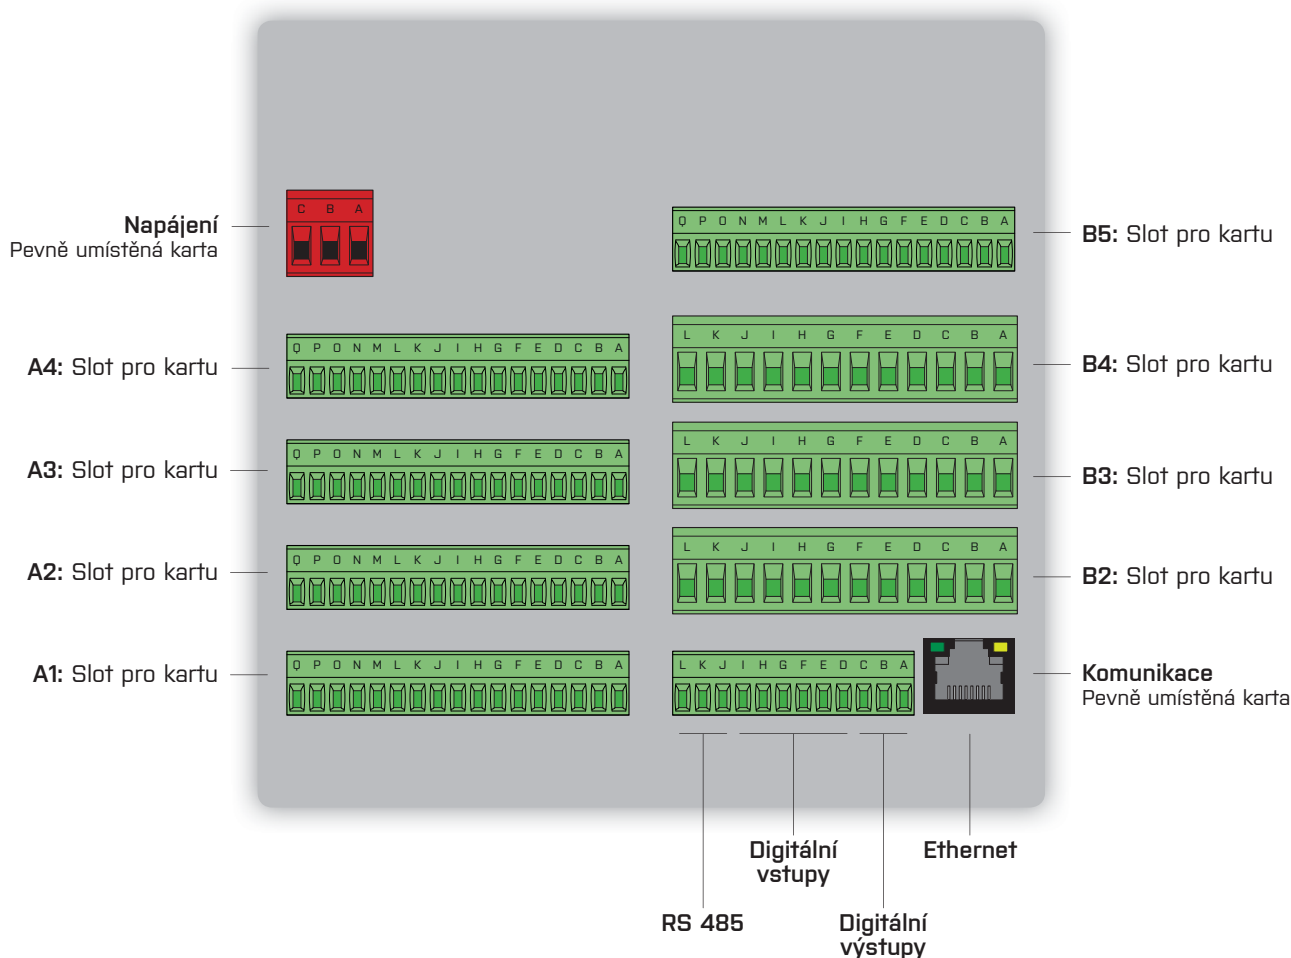 Napájení
Pevně umístěná karta
C B A
Q P O N M L K J I H G F E D C B A
B5: Slot pro kartu
A4: Slot pro kartu
Q P O N M L K J I H G F E D C B A
L K J I H G F E D C B A
B4: Slot pro kartu
A3: Slot pro kartu
Q P O N M L K J I H G F E D C B A
L K J I H G F E D C B A
B3: Slot pro kartu
A2: Slot pro kartu
Q P O N M L K J I H G F E D C B A
L K J I H G F E D C B A
B2: Slot pro kartu
A1: Slot pro kartu
Q P O N M L K J I H G F E D C B A
L K J I H G F E D C B A
Komunikace
Pevně umístěná karta
Digitální
vstupy
Ethernet
RS 485
Digitální
výstupy